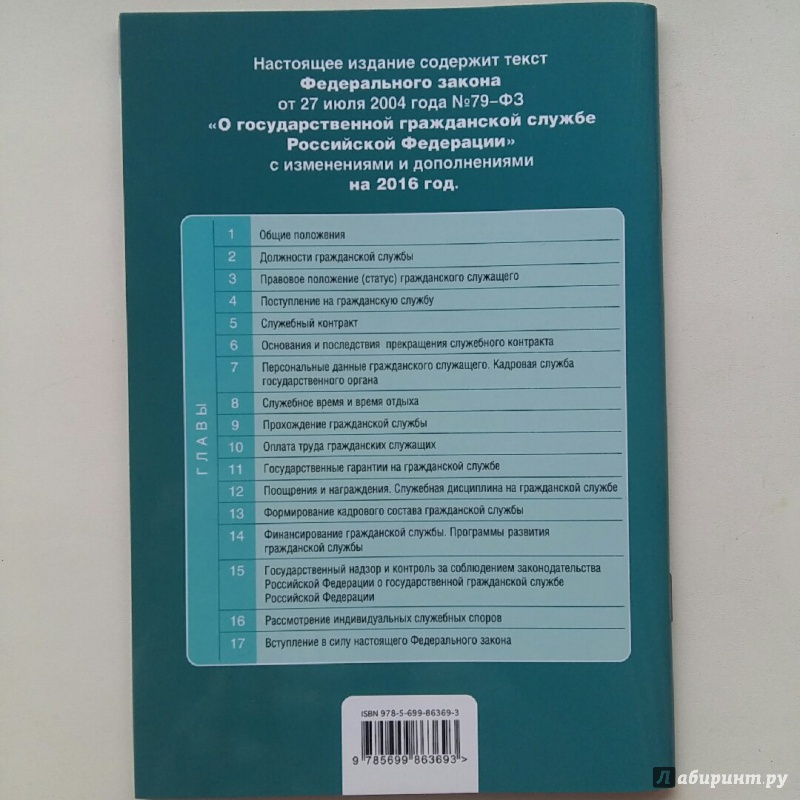 Настоящее издание содержит текст
Федерального закона
от 27 июля 2004 года №79–ФЗ
«О государственной гражданской службе
Российской Федерации»
с изменениями и дополнениями
на 2016 год.
ГЛАВЫ
1 Общие положения
2 Должности гражданской службы
3 Правовое положение (статус) гражданского служащего
4 Поступление на гражданскую службу
5 Служебный контракт
6 Основания и последствия прекращения служебного контракта
7 Персональные данные гражданского служащего. Кадровая служба
государственного органа
8 Служебное время и время отдыха
9 Прохождение гражданской службы
10 Оплата труда гражданских служащих
11 Государственные гарантии на гражданской службе
12 Поощрения и награждения. Служебная дисциплина на гражданской службе
13 Формирование кадрового состава гражданской службы
14 Финансирование гражданской службы. Программы развития
гражданской службы
15 Государственный надзор и контроль за соблюдением законодательства
Российской Федерации о государственной гражданской службе
Российской Федерации
16 Рассмотрение индивидуальных служебных споров
17 Вступление в силу настоящего Федерального закона
ISBN 978-5-699-86369-3
9 785699 863693>
Лабиринт.ру